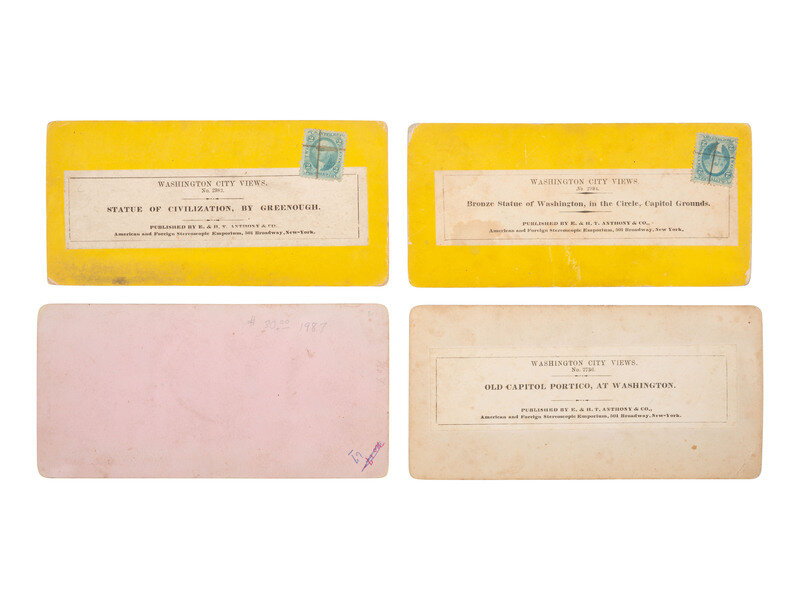 WASHINGTON CITY VIEWS.
STATUE OF CIVILIZATION, BY GREENOUGH.
PUBLISHED BY E. & H. T. ANTHONY & CO.
American and Foreign Stereoscopic Emporium, 501 Broadway, New-York.
WASHINGTON CITY VIEWS
Bronze Statue of Washington, in the Circle, Capitol Grounds.
PUBLISHED BY E. & H. T. ANTHONY & CO.,
American and Foreign Stereoscopic Emporium, 501 Broadway, New York,
$ 30.00 1987
WASHINGTON CITY VIEWS.
OLD CAPITOL PORTICO, AT WASHINGTON.
PUBLISHED BY E. & H. T. ANTHONY & CO.,
American and Foreign Stereoscopic Emporium, 501 Broadway, New-York.